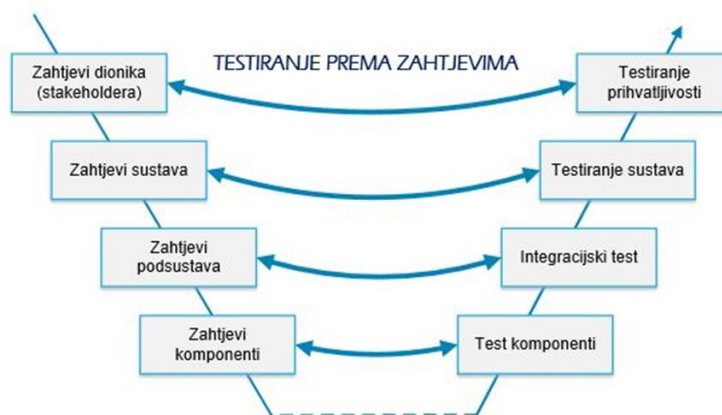 TESTIRANJE PREMA ZAHTJEVIMA
Zahtjevi dionika
(stakeholdera)
Testiranje
prihvatljivosti
Zahtjevi sustava
Testiranje sustava
Zahtjevi
podsustava
Integracijski test
Zahtjevi
komponenti
Test komponenti